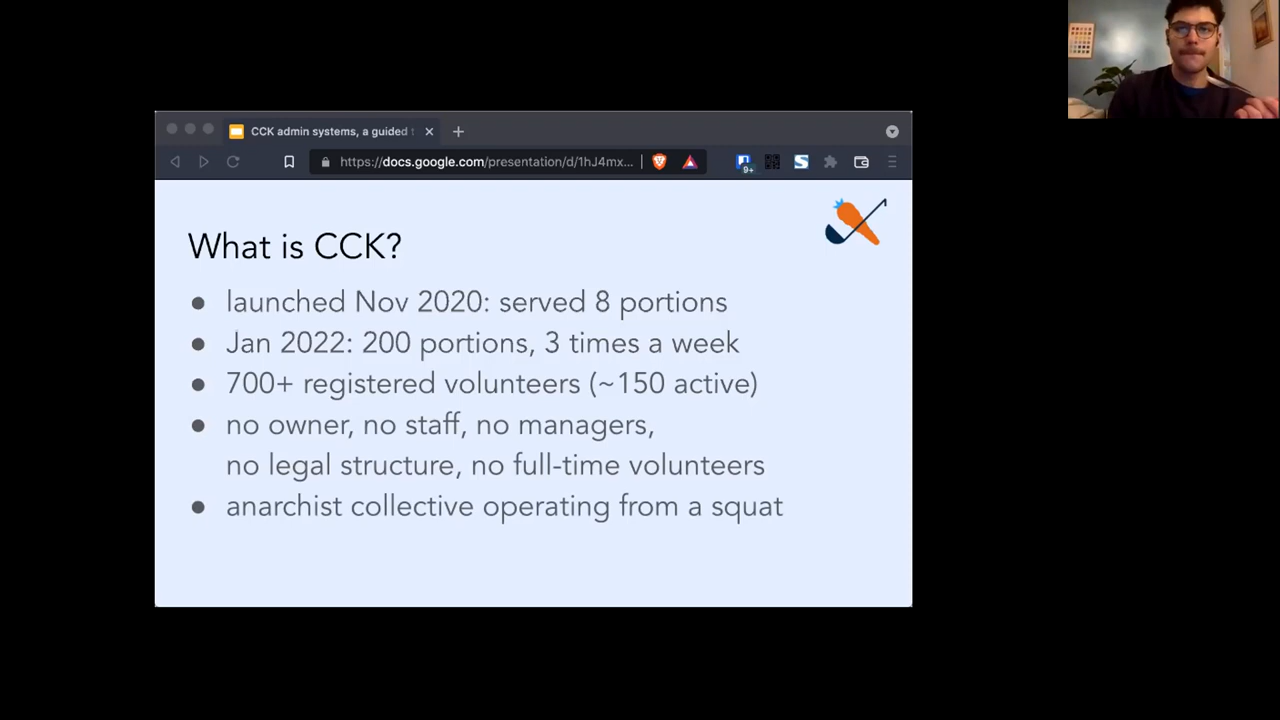 CCK admin systems, a guided
https://docs.google.com/presentation/d/1hJ4mx...
9+
What is CCK?
● launched Nov 2020: served 8 portions
● Jan 2022: 200 portions, 3 times a week
● 700+ registered volunteers (~150 active)
● no owner, no staff, no managers,
no legal structure, no full-time volunteers
● anarchist collective operating from a squat